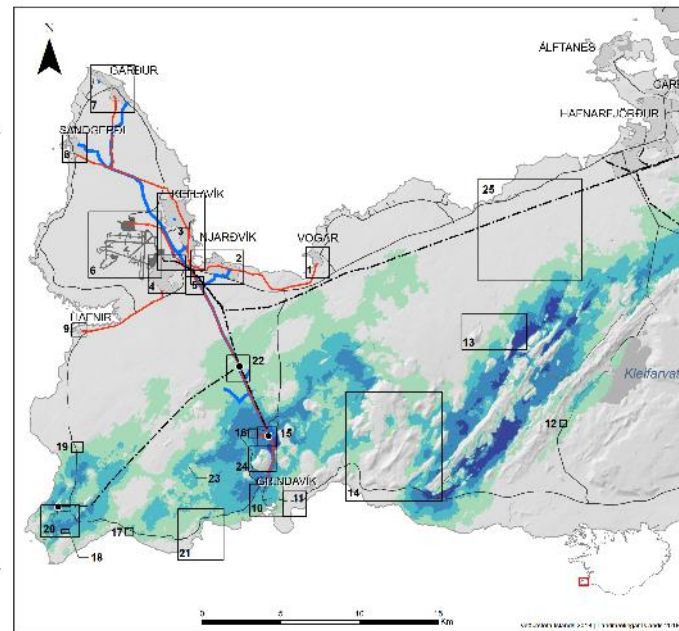 N
ÁLFTANES
GARÐUR
7
HAFNARFJÖRÐUR
SANDGERÐI
8
KEFLAVÍK
25
3
NJARÐVÍK
VOGAR
6
2
1
4
5
HAFNIR
9
13
22
Kleifarvat
12
16
15
19
24
14
23
GRINDAVÍK
20
10
11
17
21
18
0
5
10
15
Km